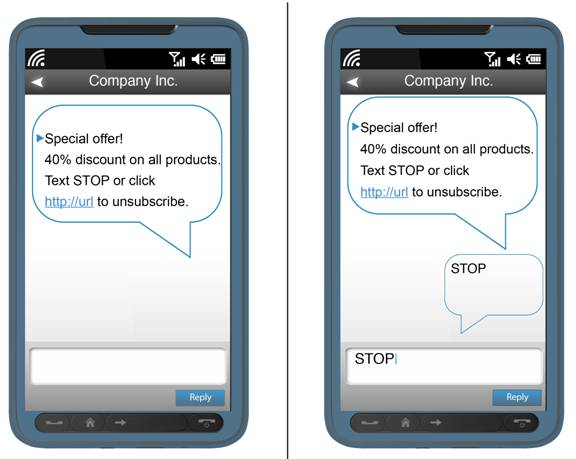 Company Inc.
Special offer!
40% discount on all products.
Text STOP or click
http://url to unsubscribe.
Reply
Company Inc.
Special offer!
40% discount on all products.
Text STOP or click
http://url to unsubscribe.
STOP
STOP
Reply